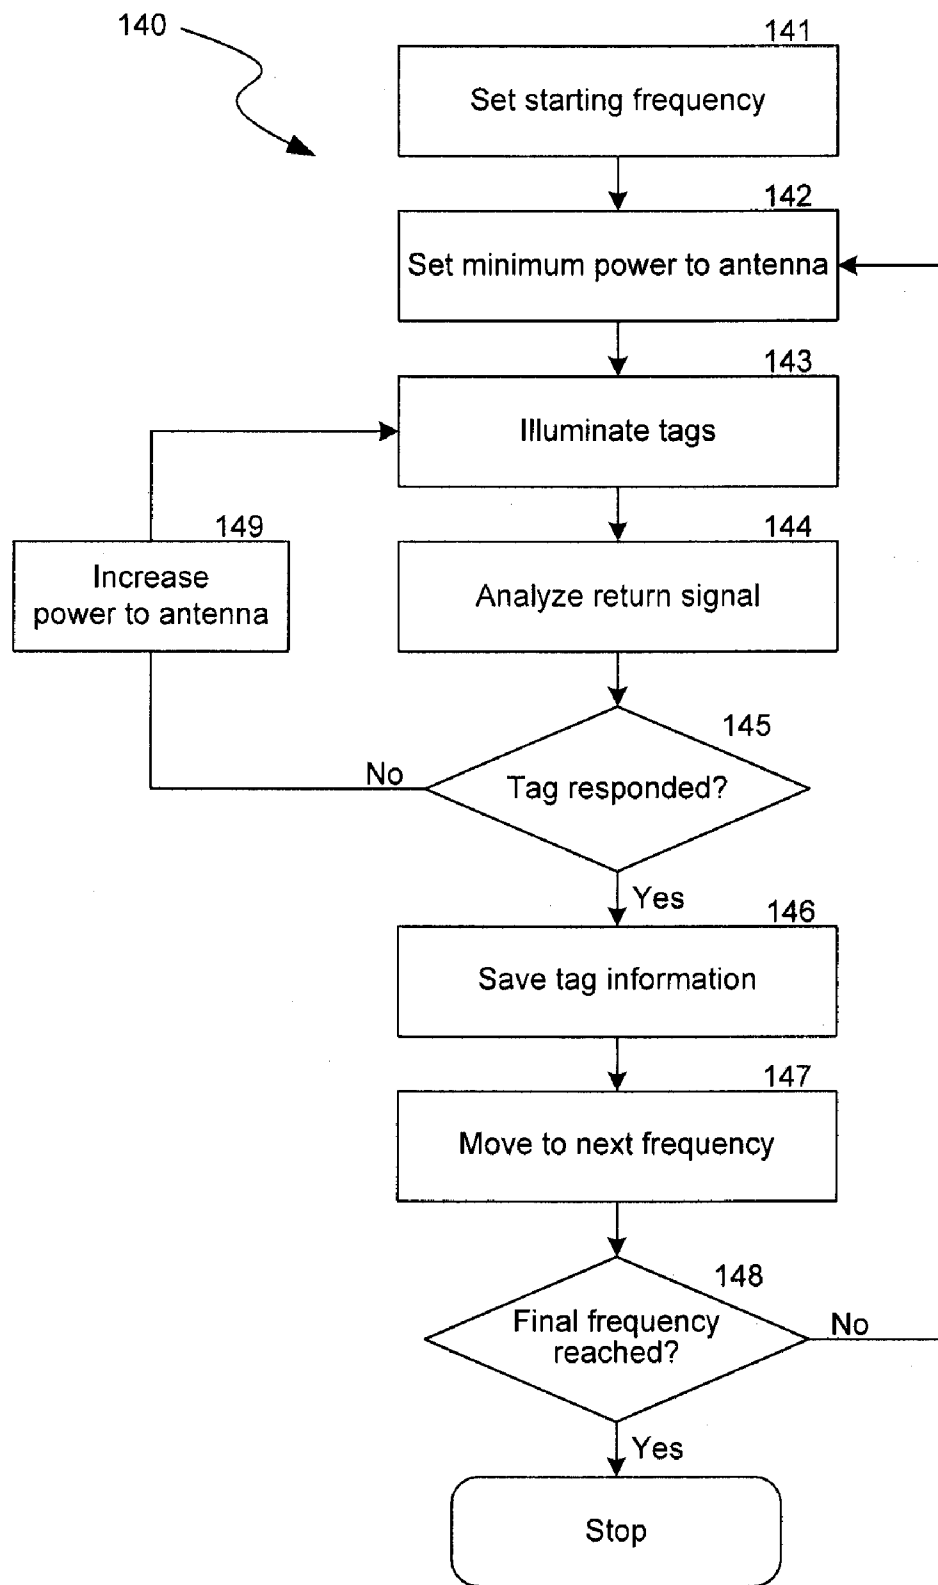 140
141
Set starting frequency
142
Set minimum power to antenna
143
Illuminate tags
149
Increase
power to antenna
144
Analyze return signal
145
Tag responded?
No
Yes
146
Save tag information
147
Move to next frequency
148
Final frequency
reached?
No
Yes
Stop